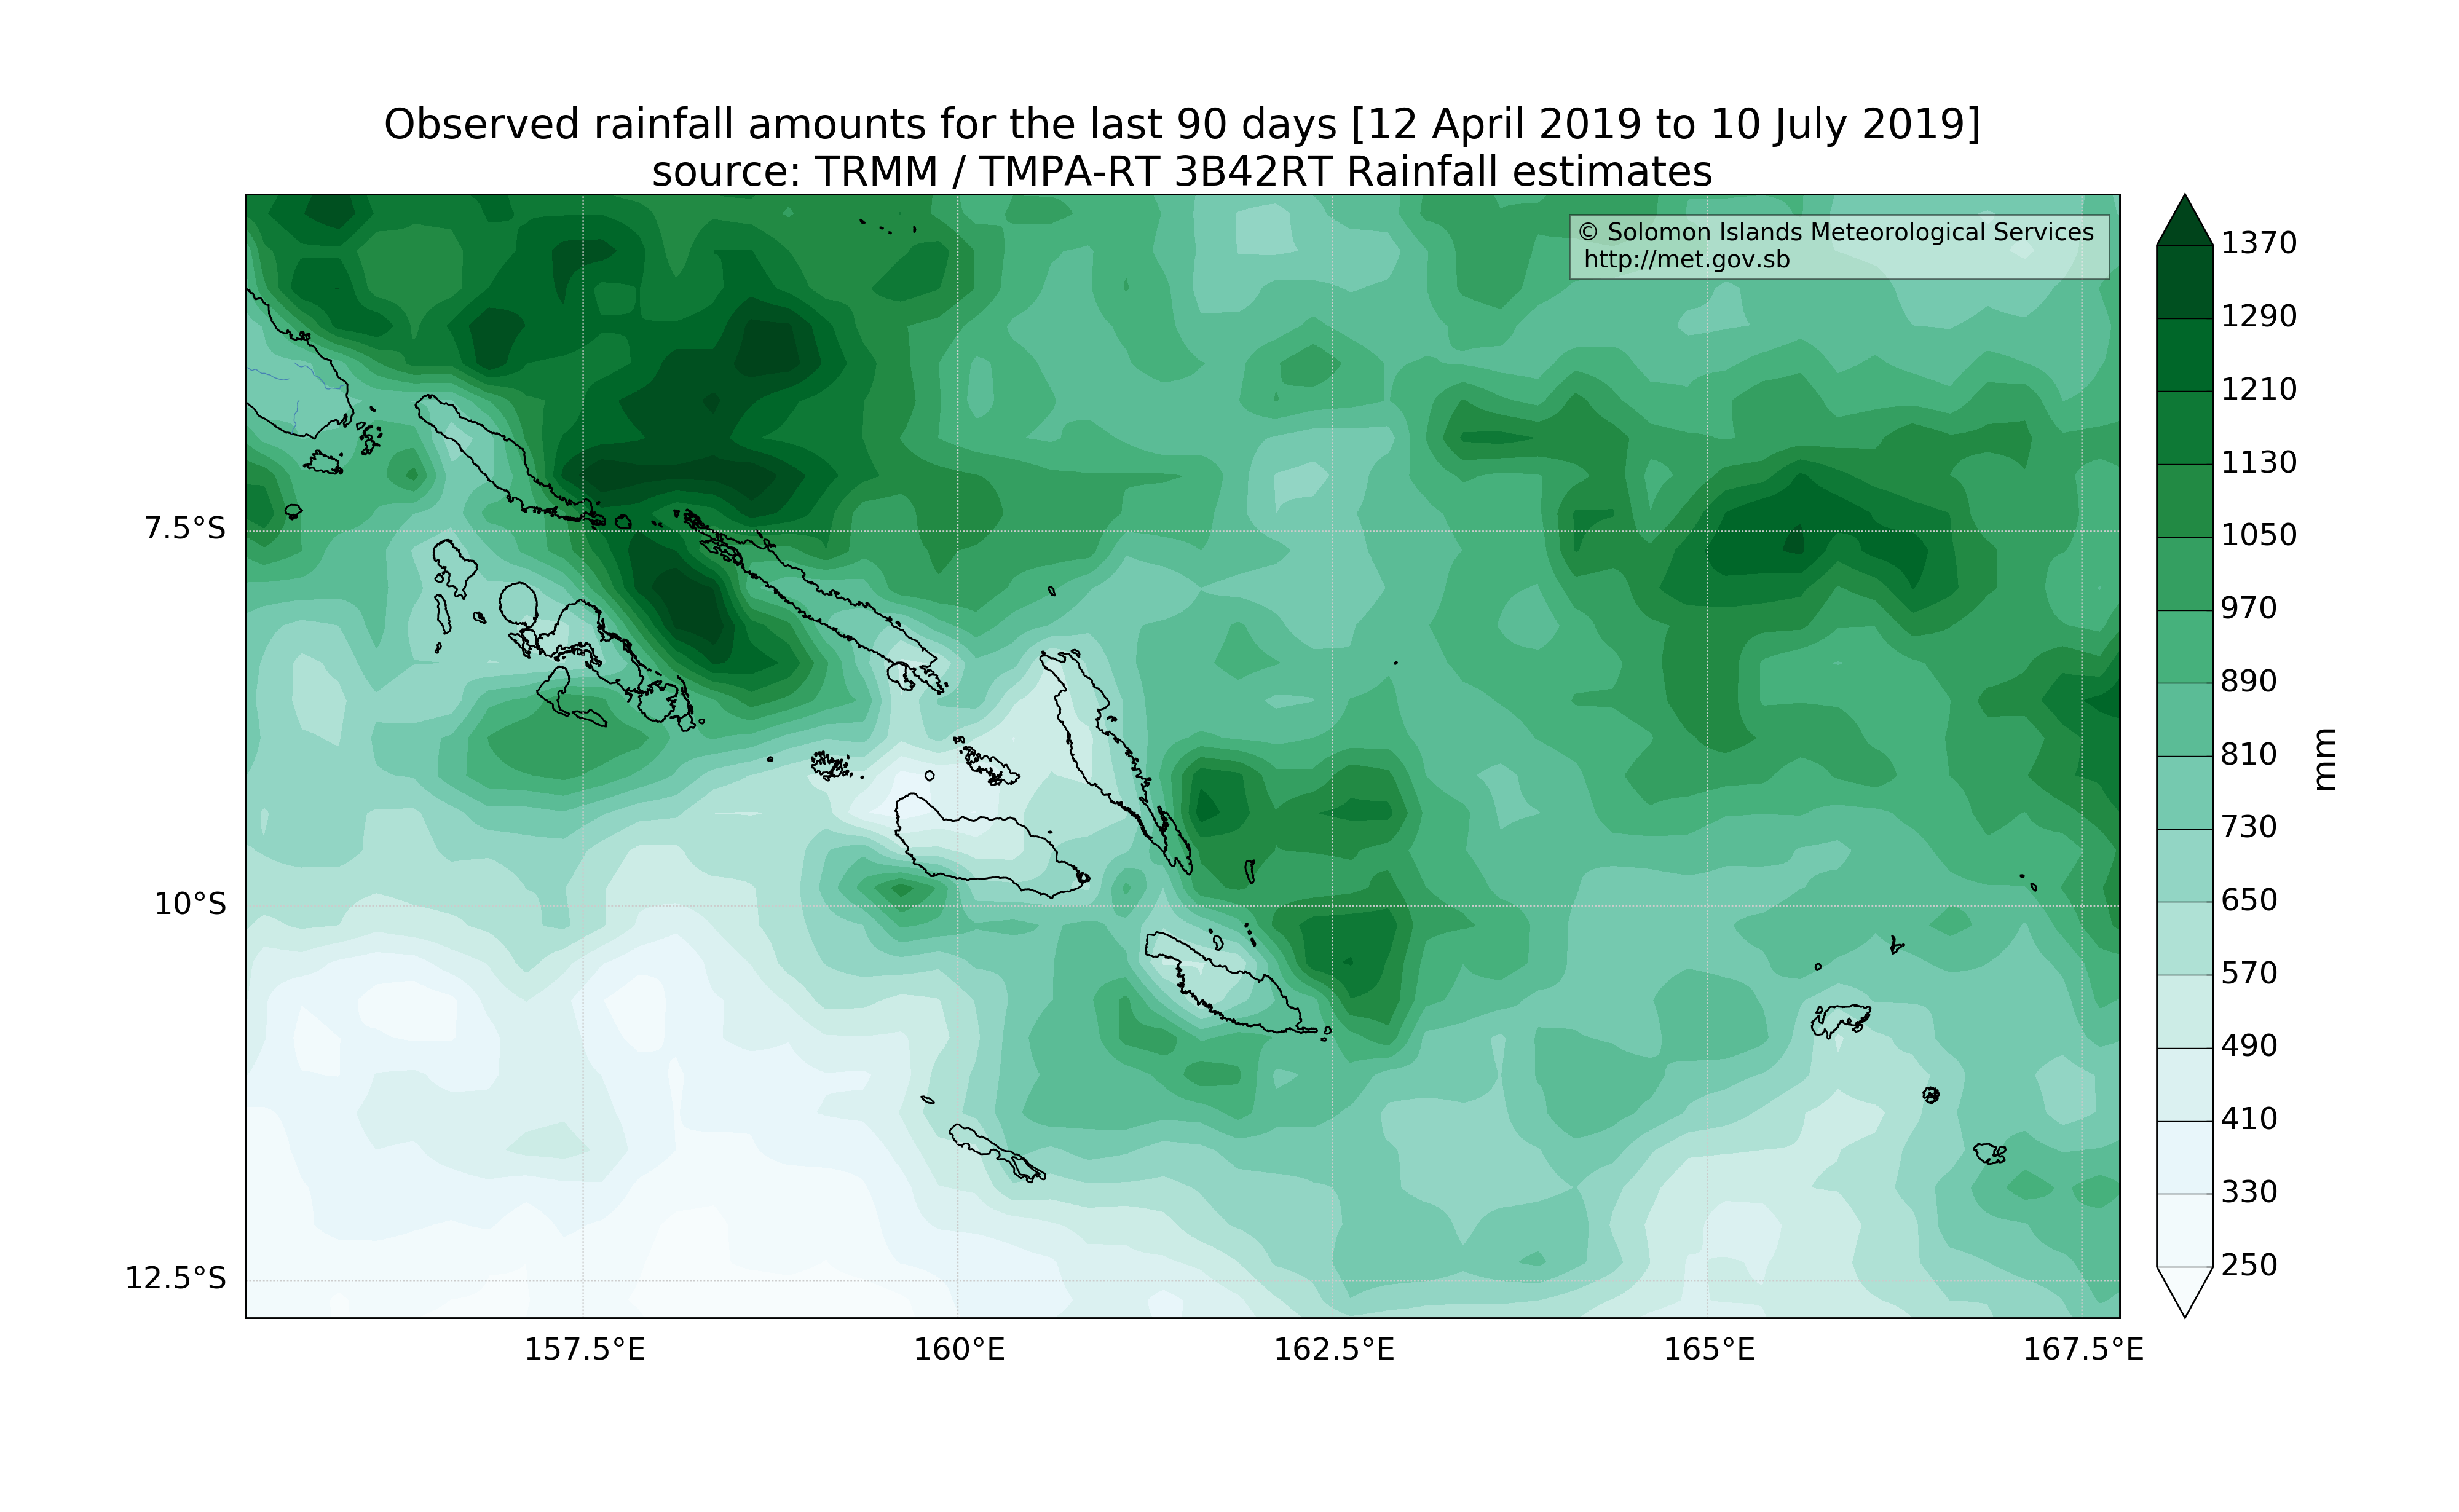 Observed rainfall amounts for the last 90 days [12 April 2019 to 10 July 2019]
source: TRMM / TMPA-RT 3B42RT Rainfall estimates
© Solomon Islands Meteorological Services
http://met.gov.sb
7.5°S
10°S
12.5°S
157.5°E
160°E
162.5°E
165°E
167.5°E
1370
1290
1210
1130
1050
970
890
810
730
650
570
490
410
330
250
mm